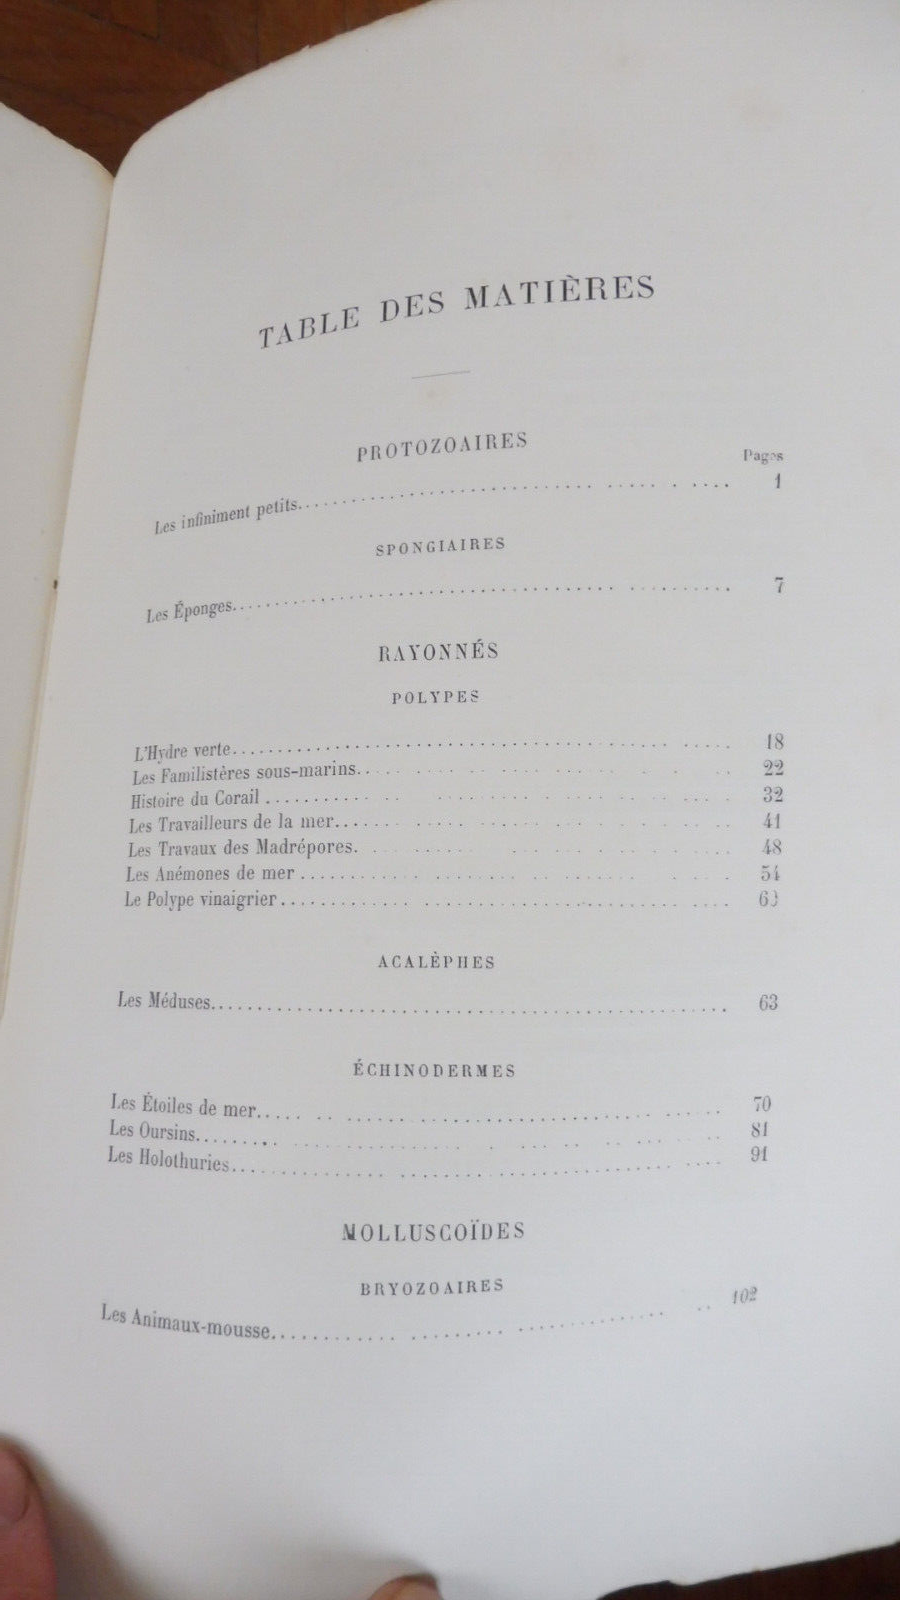 TABLE DES MATIÈRES
PROTOZOAIRES
Pages
Les infiniment petits........................................ 1
SPONGIAIRES
Les Éponges........................................ 7
RAYONNÉS
POLYPES
L'Hydre verte........................................ 18
Les Familistères sous-marins........................................ 22
Histoire du Corail........................................ 32
Les Travailleurs de la mer........................................ 41
Les Travaux des Madrépores........................................ 48
Les Anémones de mer........................................ 54
Le Polype vinaigrier........................................
ACALÈPHES
Les Méduses........................................ 63
ÉCHINODERMES
Les Étoiles de mer........................................ 70
Les Oursins........................................ 81
Les Holothuries........................................ 91
MOLLUSCOÏDES
BRYOZOAIRES
Les Animaux-mousse........................................ 102